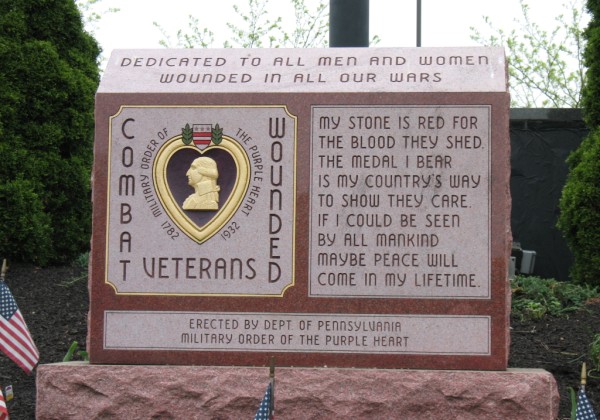 DEDICATED TO ALL MEN AND WOMEN
WOUNDED IN ALL OUR WARS
COMBAT
WOUNDED
VETERANS
MILITARY ORDER OF
THE PURPLE HEART
1782
1932
MY STONE IS RED FOR
THE BLOOD THEY SHED.
THE MEDAL I BEAR
IS MY COUNTRY'S WAY
TO SHOW THEY CARE.
IF I COULD BE SEEN
BY ALL MANKIND
MAYBE PEACE WILL
COME IN MY LIFETIME.
ERECTED BY DEPT OF PENNSYLVANIA
MILITARY ORDER OF THE PURPLE HEART